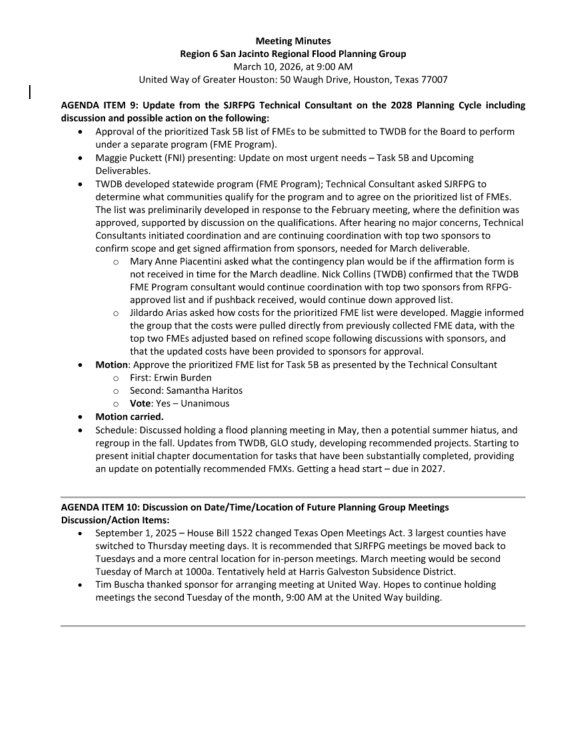 Meeting Minutes
Region 6 San Jacinto Regional Flood Planning Group
March 10, 2026, at 9:00 AM
United Way of Greater Houston: 50 Waugh Drive, Houston, Texas 77007
AGENDA ITEM 9: Update from the SJRFPG Technical Consultant on the 2028 Planning Cycle including
discussion and possible action on the following:
• Approval of the prioritized Task 5B list of FMEs to be submitted to TWDB for the Board to perform
under a separate program (FME Program).
• Maggie Puckett (FNI) presenting: Update on most urgent needs – Task 5B and Upcoming
Deliverables.
• TWDB developed statewide program (FME Program); Technical Consultant asked SJRFPG to
determine what communities qualify for the program and to agree on the prioritized list of FMEs.
The list was preliminarily developed in response to the February meeting, where the definition was
approved, supported by discussion on the qualifications. After hearing no major concerns, Technical
Consultants initiated coordination and are continuing coordination with top two sponsors to
confirm scope and get signed affirmation from sponsors, needed for March deliverable.
o Mary Anne Piacentini asked what the contingency plan would be if the affirmation form is
not received in time for the March deadline. Nick Collins (TWDB) confirmed that the TWDB
FME Program consultant would continue coordination with top two sponsors from RFPG-
approved list and if pushback received, would continue down approved list.
o Jildardo Arias asked how costs for the prioritized FME list were developed. Maggie informed
the group that the costs were pulled directly from previously collected FME data, with the
top two FMEs adjusted based on refined scope following discussions with sponsors, and
that the updated costs have been provided to sponsors for approval.
• Motion: Approve the prioritized FME list for Task 5B as presented by the Technical Consultant
o First: Erwin Burden
o Second: Samantha Haritos
o Vote: Yes – Unanimous
• Motion carried.
• Schedule: Discussed holding a flood planning meeting in May, then a potential summer hiatus, and
regroup in the fall. Updates from TWDB, GLO study, developing recommended projects. Starting to
present initial chapter documentation for tasks that have been substantially completed, providing
an update on potentially recommended FMXs. Getting a head start – due in 2027.
AGENDA ITEM 10: Discussion on Date/Time/Location of Future Planning Group Meetings
Discussion/Action Items:
• September 1, 2025 – House Bill 1522 changed Texas Open Meetings Act. 3 largest counties have
switched to Thursday meeting days. It is recommended that SJRFPG meetings be moved back to
Tuesdays and a more central location for in-person meetings. March meeting would be second
Tuesday of March at 1000a. Tentatively held at Harris Galveston Subsidence District.
• Tim Buscha thanked sponsor for arranging meeting at United Way. Hopes to continue holding
meetings the second Tuesday of the month, 9:00 AM at the United Way building.